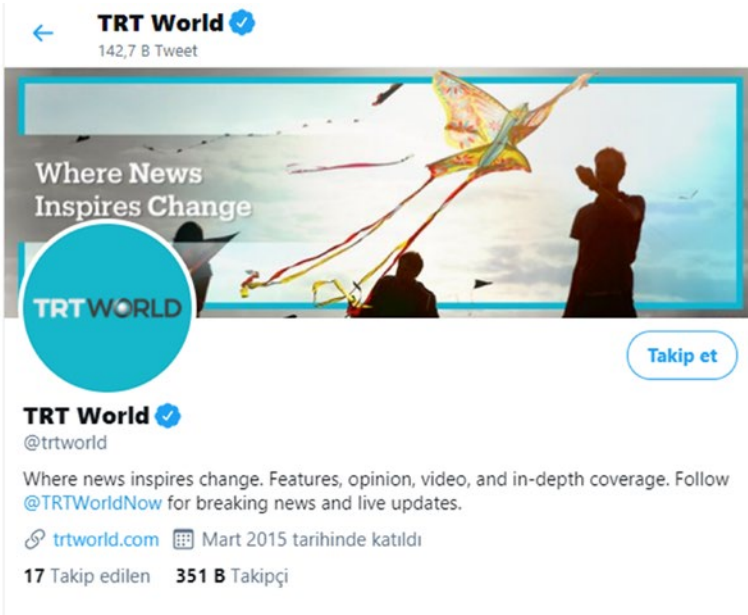 TRT World
142,7 B Tweet
Where News
Inspires Change
TRTWORLD
Takip et
TRT World
@trtworld
Where news inspires change. Features, opinion, video, and in-depth coverage. Follow
@TRTWorldNow for breaking news and live updates.
trtworld.com Mart 2015 tarihinde katıldı
17 Takip edilen 351 B Takipçi